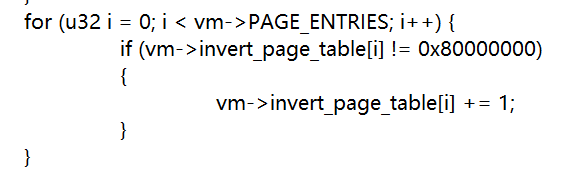 for (u32 i = 0; i < vm->PAGE_ENTRIES; i++) {
if (vm->invert_page_table[i] != 0x80000000)
{
vm->invert_page_table[i] += 1;
}
}